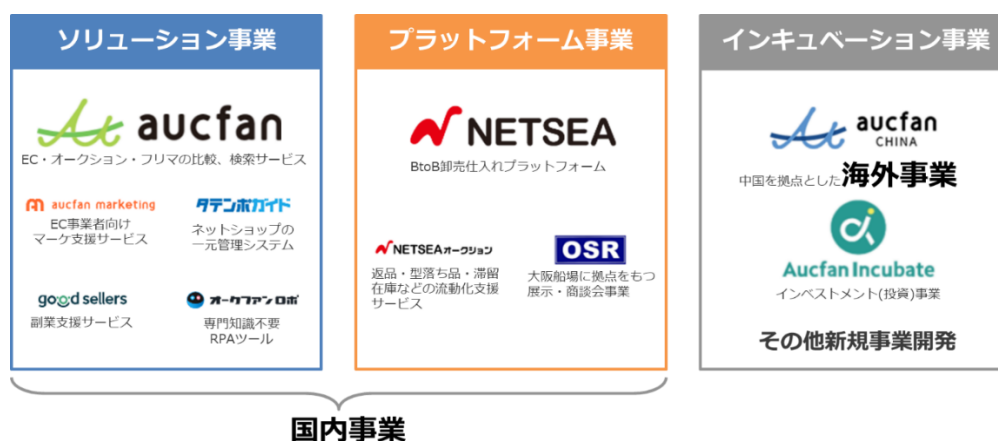 ソリューション事業
aucfan
EC・オークション・フリマの比較、検索サービス
aucfan marketing
EC事業者向け
マーケ支援サービス
タテンポガイド
ネットショップの
一元管理システム
good sellers
副業支援サービス
オークファンロボ
専門知識不要
RPAツール
プラットフォーム事業
NETSEA
BtoB卸売仕入れプラットフォーム
NETSEAオークション
返品・型落ち品・滞留
在庫などの流動化支援
サービス
OSR
大阪船場に拠点をもつ
展示・商談会事業
インキュベーション事業
aucfan
CHINA
中国を拠点とした海外事業
Aucfan Incubate
インベストメント(投資)事業
その他新規事業開発
国内事業